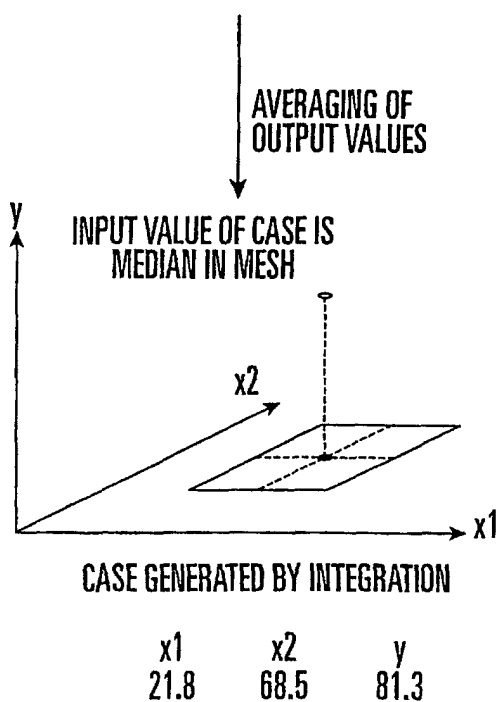 AVERAGING OF
OUTPUT VALUES
y
INPUT VALUE OF CASE IS
MEDIAN IN MESH
x2
x1
CASE GENERATED BY INTEGRATION
x1 x2 y
21.8 68.5 81.3